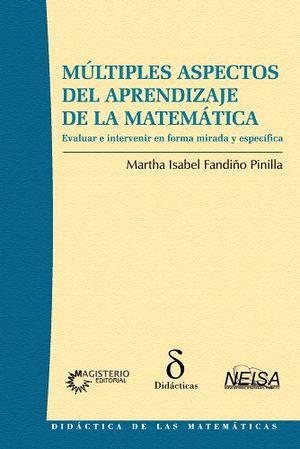 MÚLTIPLES ASPECTOS
DEL APRENDIZAJE
DE LA MATEMÁTICA
Evaluar e intervenir en forma mirada y específica
Martha Isabel Fandiño Pinilla
MAGISTERIO
EDITORIAL
δ
Didácticas
NEISA
DIDÁCTICA DE LAS MATEMÁTICAS